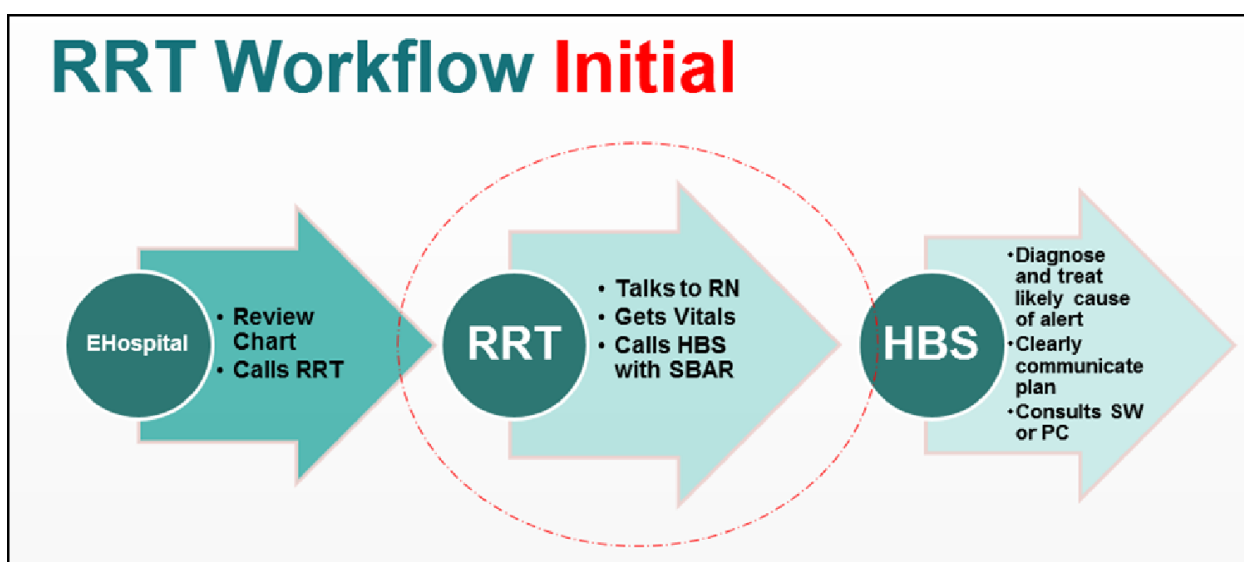 RRT Workflow Initial
EHospital
• Review
Chart
• Calls RRT
RRT
• Talks to RN
• Gets Vitals
• Calls HBS
with SBAR
HBS
•Diagnose
and treat
likely cause
of alert
•Clearly
communicate
plan
•Consults SW
or PC